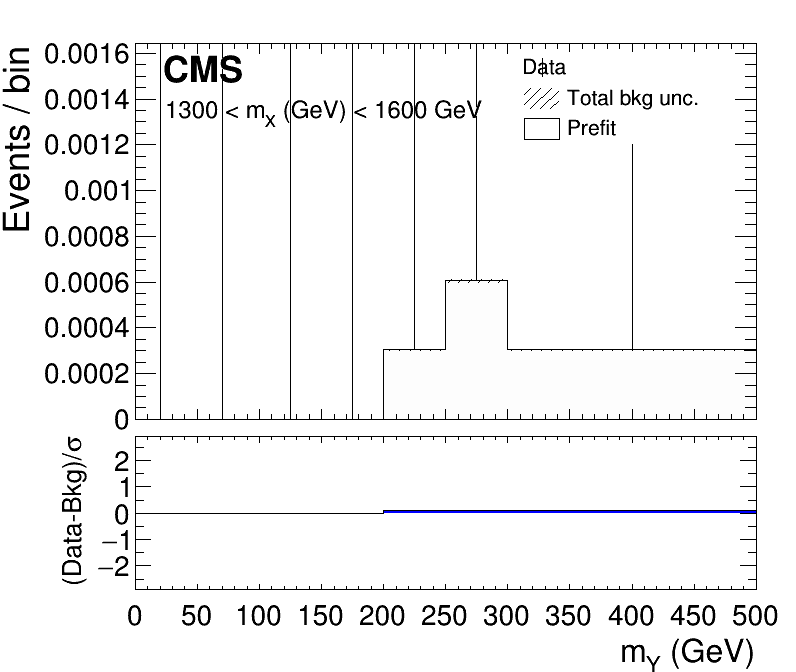 CMS
1300 < mX (GeV) < 1600 GeV
Data
Total bkg unc.
Prefit
Events / bin
0.0016
0.0014
0.0012
0.001
0.0008
0.0006
0.0004
0.0002
0
(Data-Bkg)/σ
2
1
0
−1
−2
0 50 100 150 200 250 300 350 400 450 500
mY (GeV)